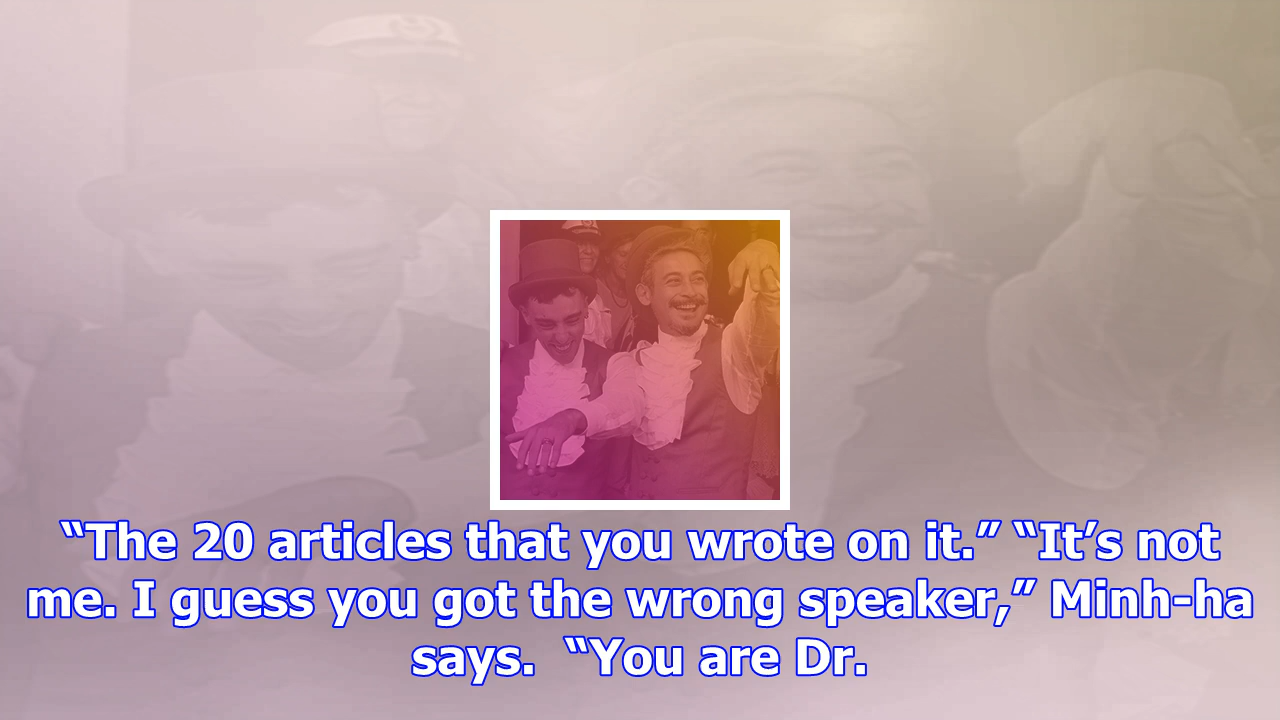 “The 20 articles that you wrote on it.” “It’s not
me. I guess you got the wrong speaker,” Minh-ha
says.  “You are Dr.